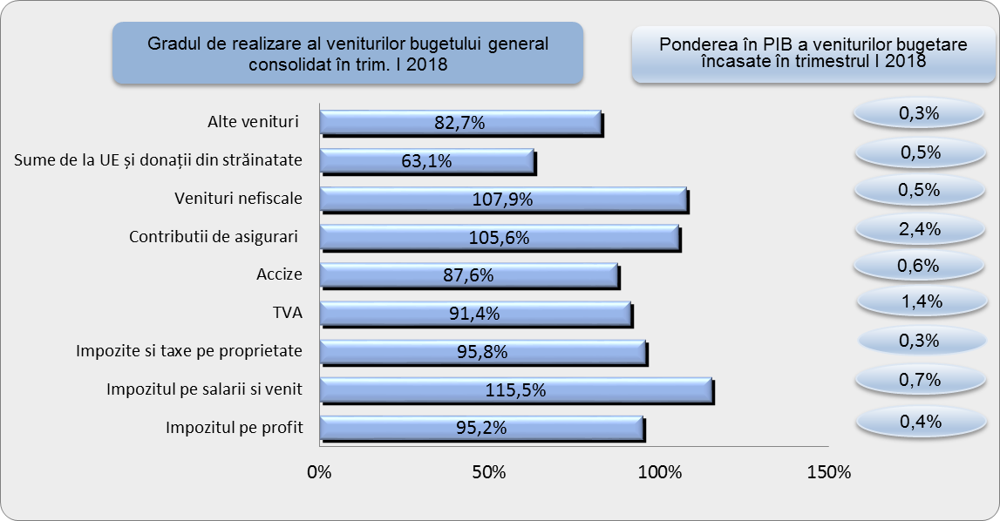 Gradul de realizare al veniturilor bugetului general
consolidat în trim. I 2018
Ponderea în PIB a veniturilor bugetare
încasate în trimestrul I 2018
Alte venituri 82,7% 0,3%
Sume de la UE și donații din străinatate 63,1% 0,5%
Venituri nefiscale 107,9% 0,5%
Contributii de asigurari 105,6% 2,4%
Accize 87,6% 0,6%
TVA 91,4% 1,4%
Impozite si taxe pe proprietate 95,8% 0,3%
Impozitul pe salarii si venit 115,5% 0,7%
Impozitul pe profit 95,2% 0,4%
0% 50% 100% 150%